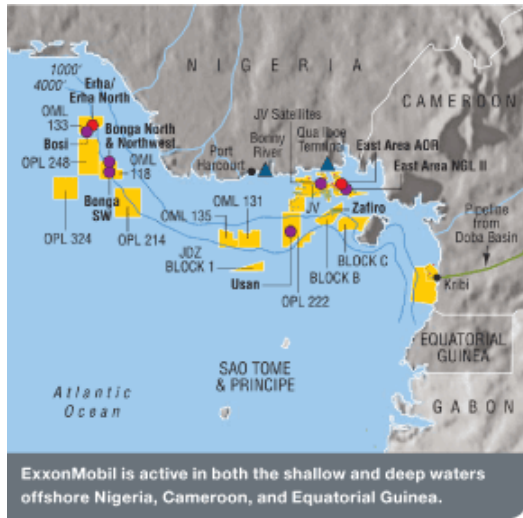 1000'
4000'
NIGERIA
CAMEROON
Erha/
Erha North
OML
133
Bosi
OPL 248
Bonga North
& Northwest
OML
118
Bonga
SW
OPL 324
OPL 214
Port
Harcourt
JV Satellites
Bonny
River
Qua Iboe
Terminal
East Area AOR
East Area NGL II
OML 131
OML 135
JV
Zafiro
JDZ
BLOCK 1
Usan
OPL 222
BLOCK B
BLOCK C
Pipeline
from
Doba Basin
Kribi
EQUATORIAL
GUINEA
SAO TOME
& PRINCIPE
GABON
Atlantic
Ocean
ExxonMobil is active in both the shallow and deep waters
offshore Nigeria, Cameroon, and Equatorial Guinea.